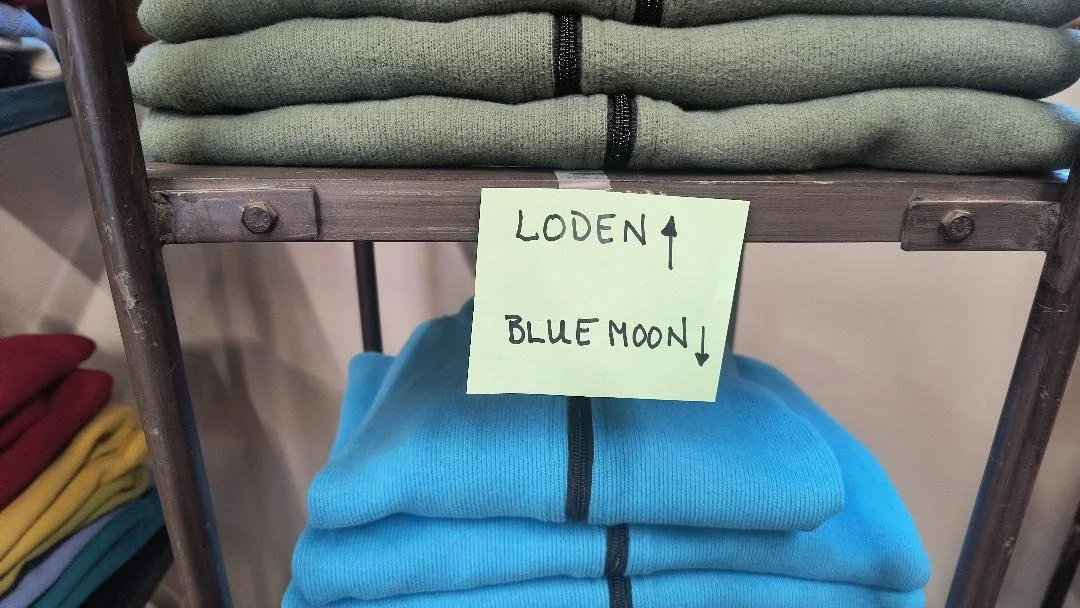 LODEN ↑
BLUE MOON ↓